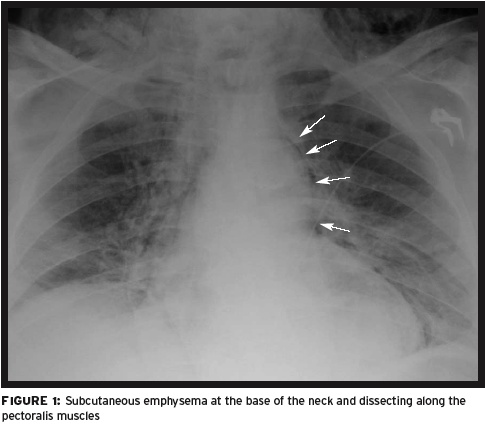 FIGURE 1: Subcutaneous emphysema at the base of the neck and dissecting along the
pectoralis muscles